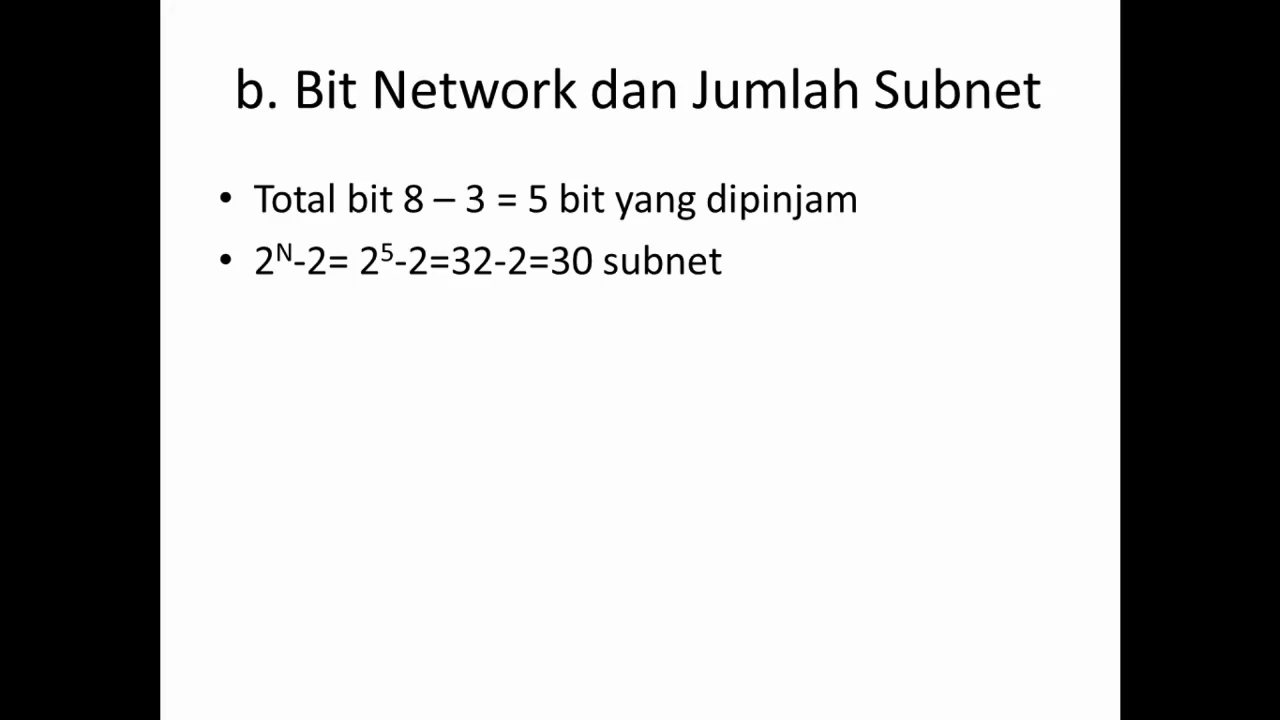 b. Bit Network dan Jumlah Subnet
• Total bit 8 – 3 = 5 bit yang dipinjam
• 2ᴺ-2= 2⁵-2=32-2=30 subnet